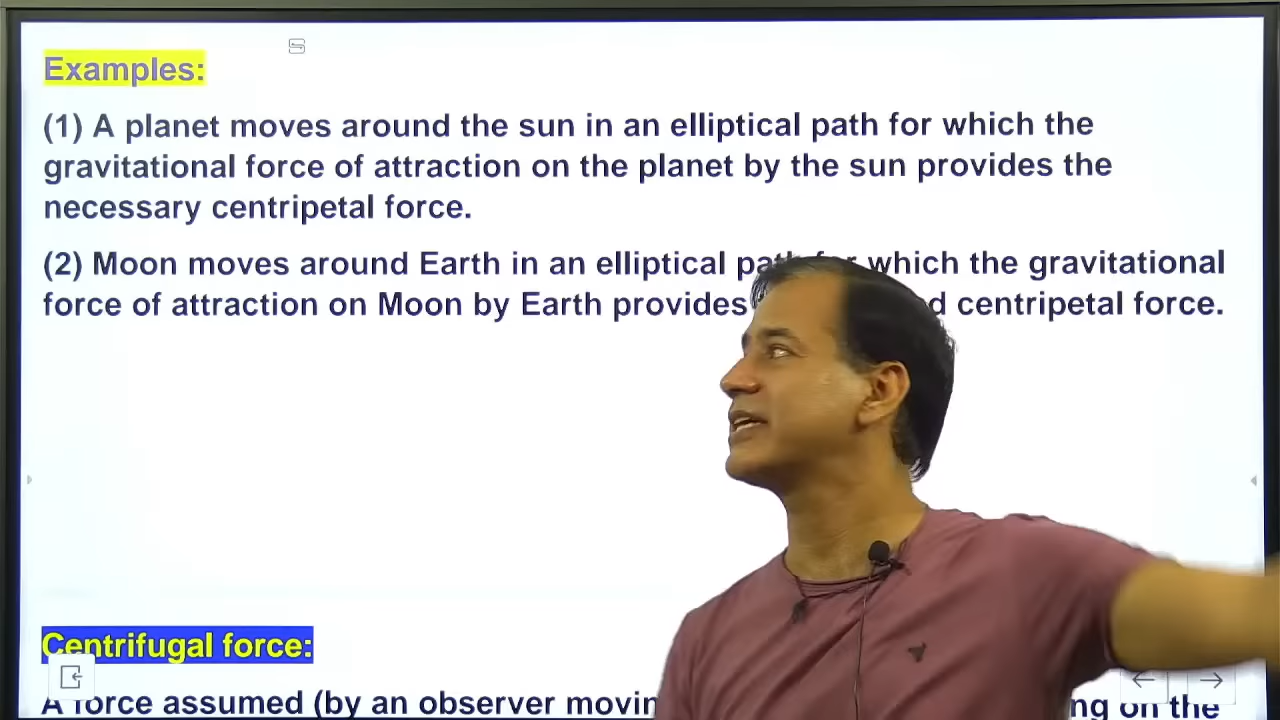 Examples:
(1) A planet moves around the sun in an elliptical path for which the
gravitational force of attraction on the planet by the sun provides the
necessary centripetal force.
(2) Moon moves around Earth in an elliptical path for which the gravitational
force of attraction on Moon by Earth provides centripetal force.
Centrifugal force:
A force assumed (by an observer on the